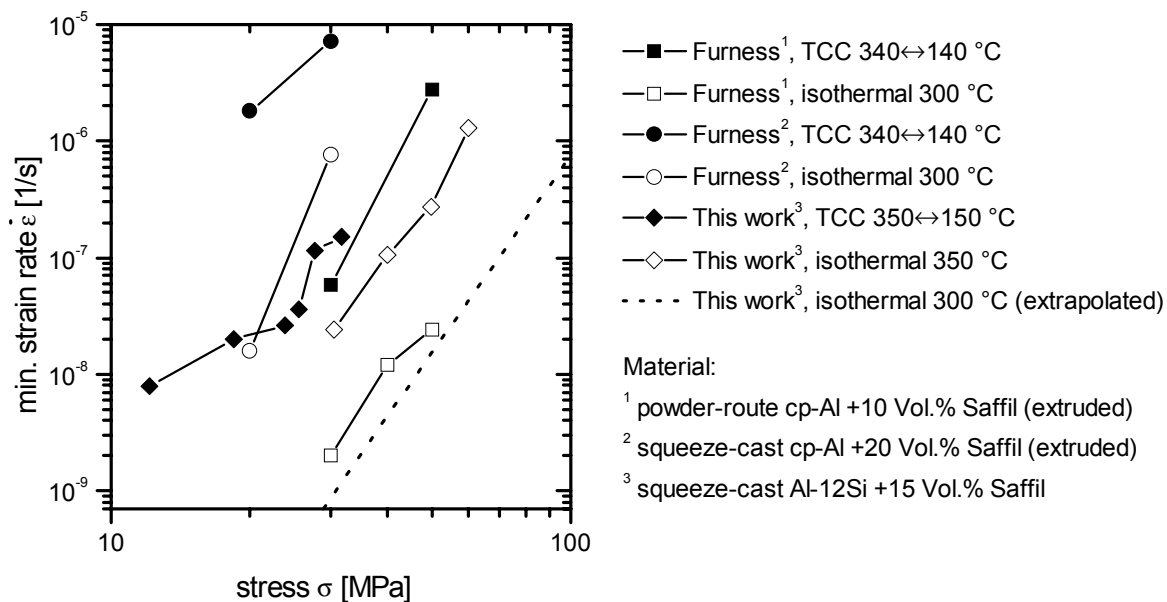 10⁻⁵
10⁻⁶
10⁻⁷
10⁻⁸
10⁻⁹
min. strain rate ε̇ [1/s]
10
100
stress σ [MPa]
Furness¹, TCC 340↔140 °C
Furness¹, isothermal 300 °C
Furness², TCC 340↔140 °C
Furness², isothermal 300 °C
This work³, TCC 350↔150 °C
This work³, isothermal 350 °C
This work³, isothermal 300 °C (extrapolated)
Material:
¹ powder-route cp-Al +10 Vol.% Saffil (extruded)
² squeeze-cast cp-Al +20 Vol.% Saffil (extruded)
³ squeeze-cast Al-12Si +15 Vol.% Saffil